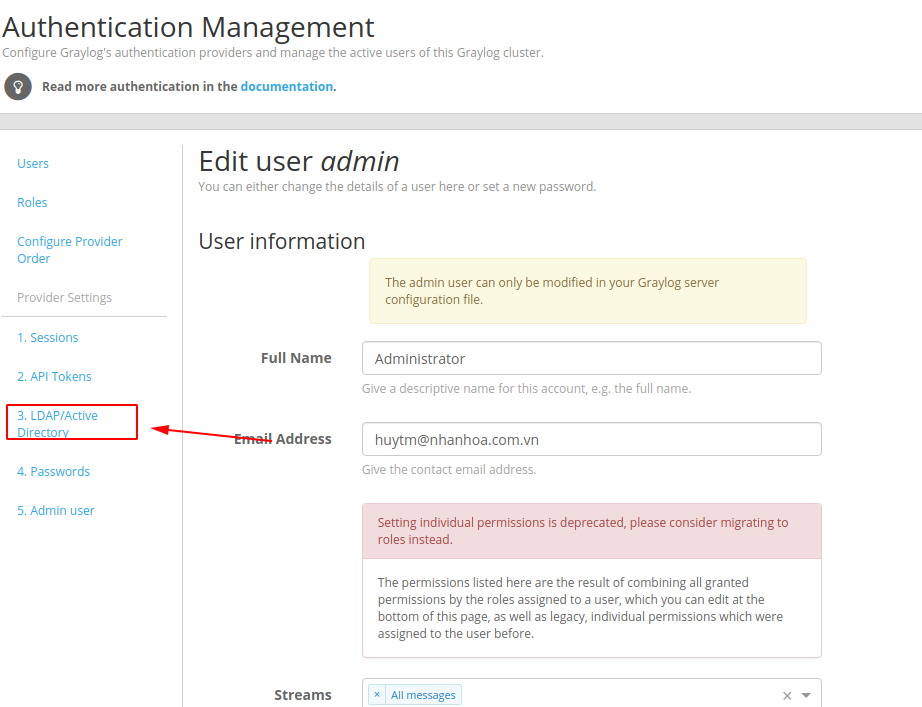 Authentication Management
Configure Graylog's authentication providers and manage the active users of this Graylog cluster.
Read more authentication in the documentation.
Users
Roles
Configure Provider
Order
Provider Settings
1. Sessions
2. API Tokens
3. LDAP/Active
Directory
4. Passwords
5. Admin user
Edit user admin
You can either change the details of a user here or set a new password.
User information
The admin user can only be modified in your Graylog server
configuration file.
Full Name
Administrator
Give a descriptive name for this account, e.g. the full name.
Email Address
huytm@nhanhoa.com.vn
Give the contact email address.
Setting individual permissions is deprecated, please consider migrating to
roles instead.
The permissions listed here are the result of combining all granted
permissions by the roles assigned to a user, which you can edit at the
bottom of this page, as well as legacy, individual permissions which were
assigned to the user before.
Streams
× All messages